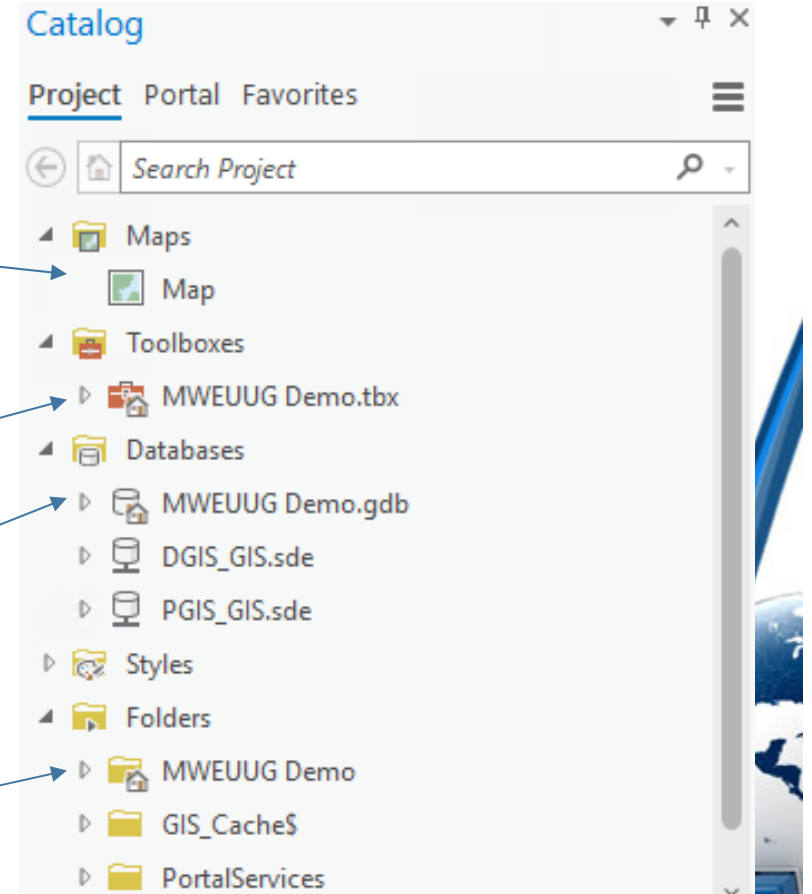 Catalog
Project Portal Favorites
Search Project
Maps
Map
Toolboxes
MWEUUG Demo.tbx
Databases
MWEUUG Demo.gdb
DGIS_GIS.sde
PGIS_GIS.sde
Styles
Folders
MWEUUG Demo
GIS_Cache$
PortalServices